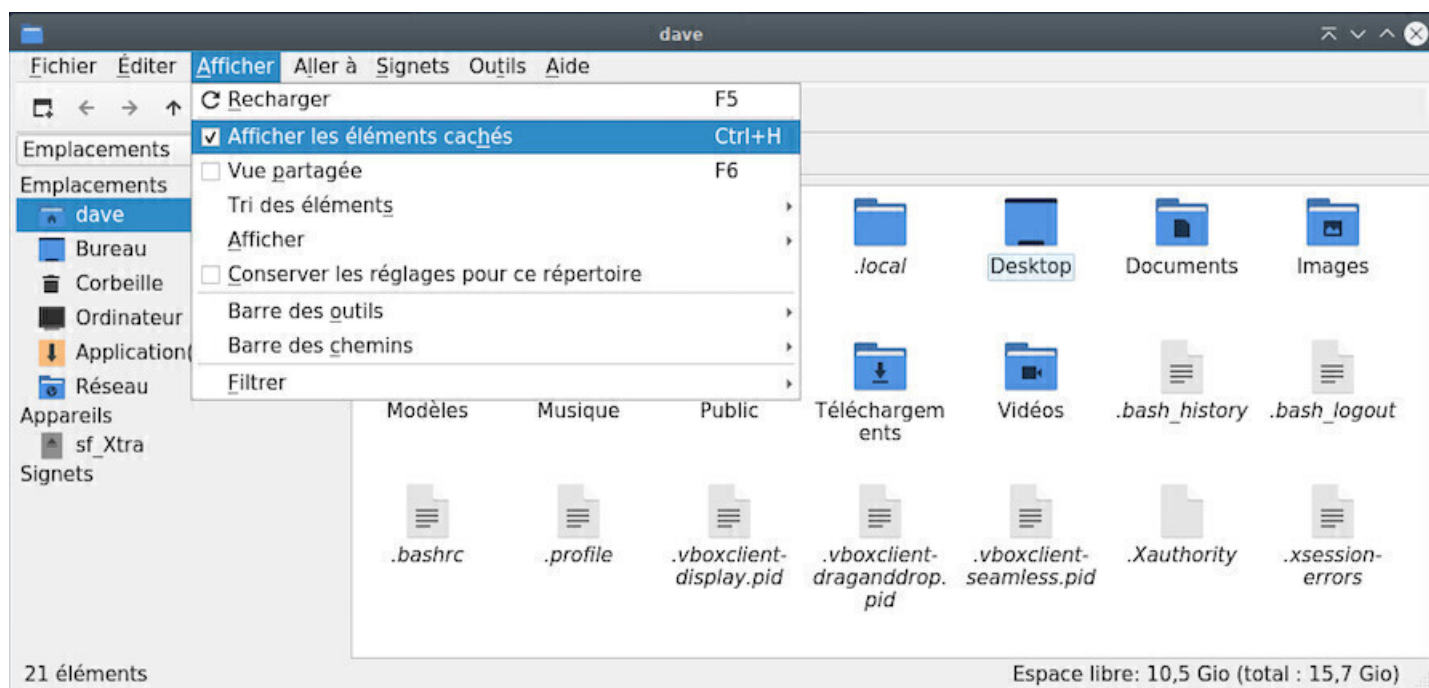 dave
Fichier Éditer Afficher Aller à Signets Outils Aide
Recharger F5
Afficher les éléments cachés Ctrl+H
Vue partagée F6
Tri des éléments
Afficher
Conserver les réglages pour ce répertoire
Barre des outils
Barre des chemins
Filtrer
Emplacements
Emplacements
dave
Bureau
Corbeille
Ordinateur
Application(
Réseau
Appareils
sf_Xtra
Signets
.local Desktop Documents Images
Modèles Musique Public Téléchargem Vidéos .bash_history .bash_logout
ents
.bashrc .profile .vboxclient- .vboxclient- .vboxclient- .Xauthority .xsession-
display.pid draganddrop. seamless.pid errors
pid
21 éléments Espace libre: 10,5 Gio (total : 15,7 Gio)